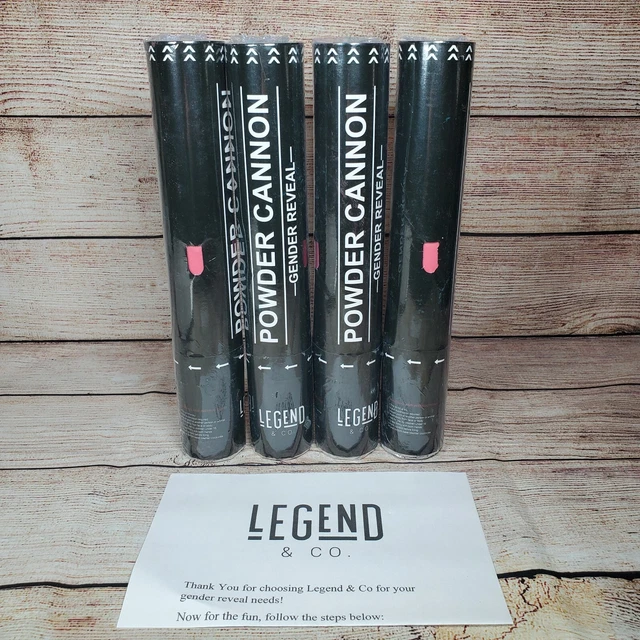 POWDER CANNON
POWDER CANNON
—GENDER REVEAL—
POWDER CANNON
—GENDER REVEAL—
LEGEND
& CO.
LEGEND
& CO.
LEGEND
& CO.
Thank You for choosing Legend & Co for your
gender reveal needs!
Now for the fun, follow the steps below: